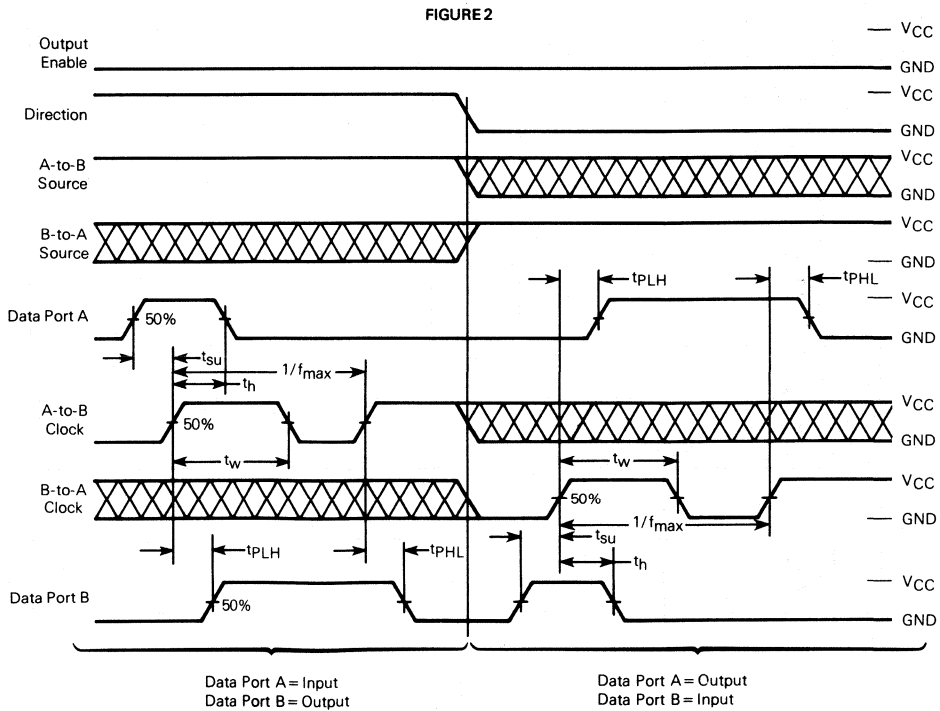 FIGURE 2
Output
Enable
VCC
GND
Direction
VCC
GND
A-to-B
Source
VCC
GND
B-to-A
Source
VCC
GND
tPLH
tPHL
Data Port A
50%
VCC
GND
tsu
1/fmax
th
A-to-B
Clock
50%
VCC
GND
tw
tw
B-to-A
Clock
50%
VCC
GND
1/fmax
tsu
tPLH
tPHL
th
Data Port B
50%
VCC
GND
Data Port A = Input
Data Port B = Output
Data Port A = Output
Data Port B = Input